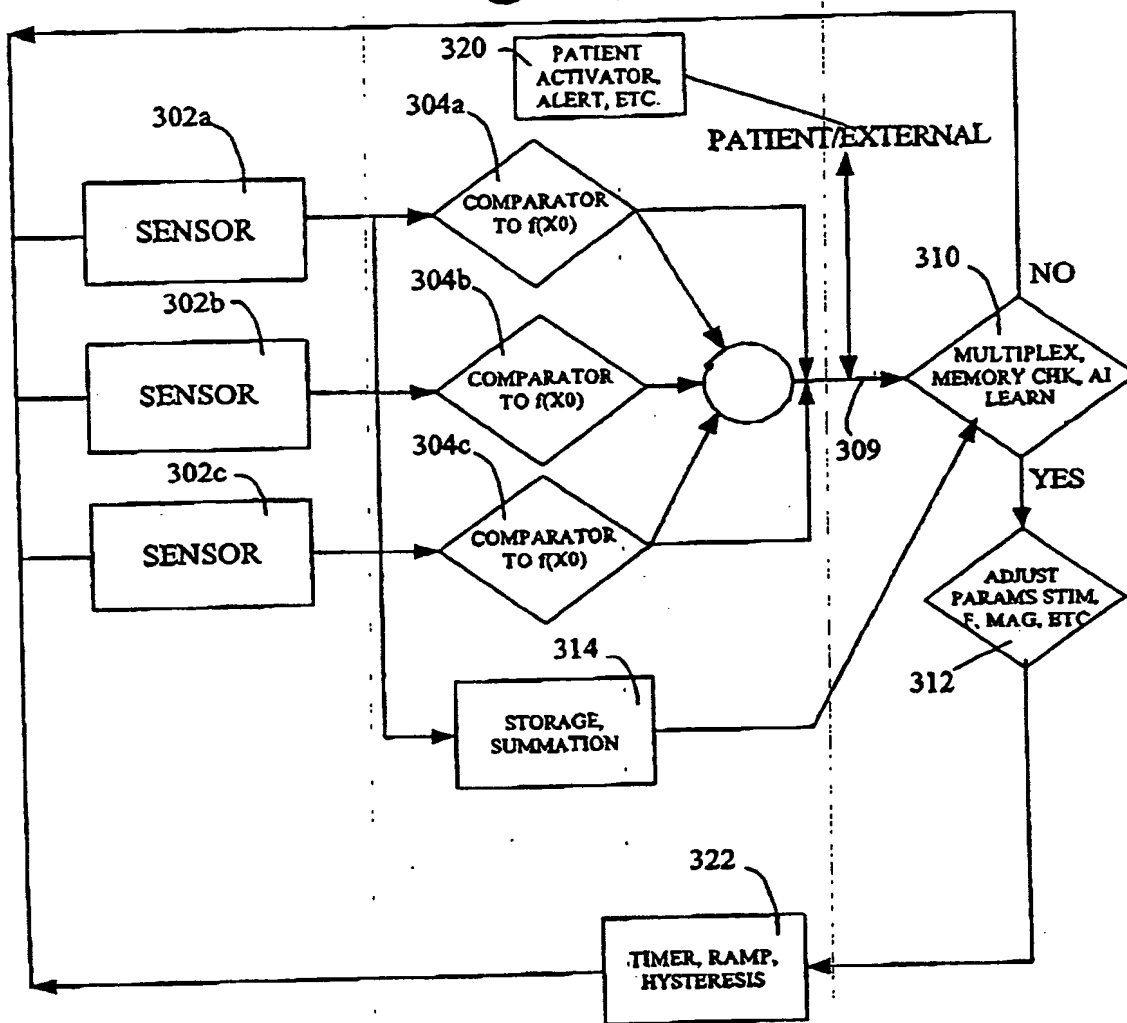 320
PATIENT
ACTIVATOR,
ALERT, ETC.
302a
304a
PATIENT/EXTERNAL
SENSOR
COMPARATOR
TO f(X0)
302b
304b
310
NO
SENSOR
COMPARATOR
TO f(X0)
MULTIPLEX,
MEMORY CHK, AI
LEARN
309
302c
304c
YES
SENSOR
COMPARATOR
TO f(X0)
ADJUST
PARAMS STIM,
F, MAG, ETC
312
314
STORAGE,
SUMMATION
322
TIMER, RAMP,
HYSTERESIS